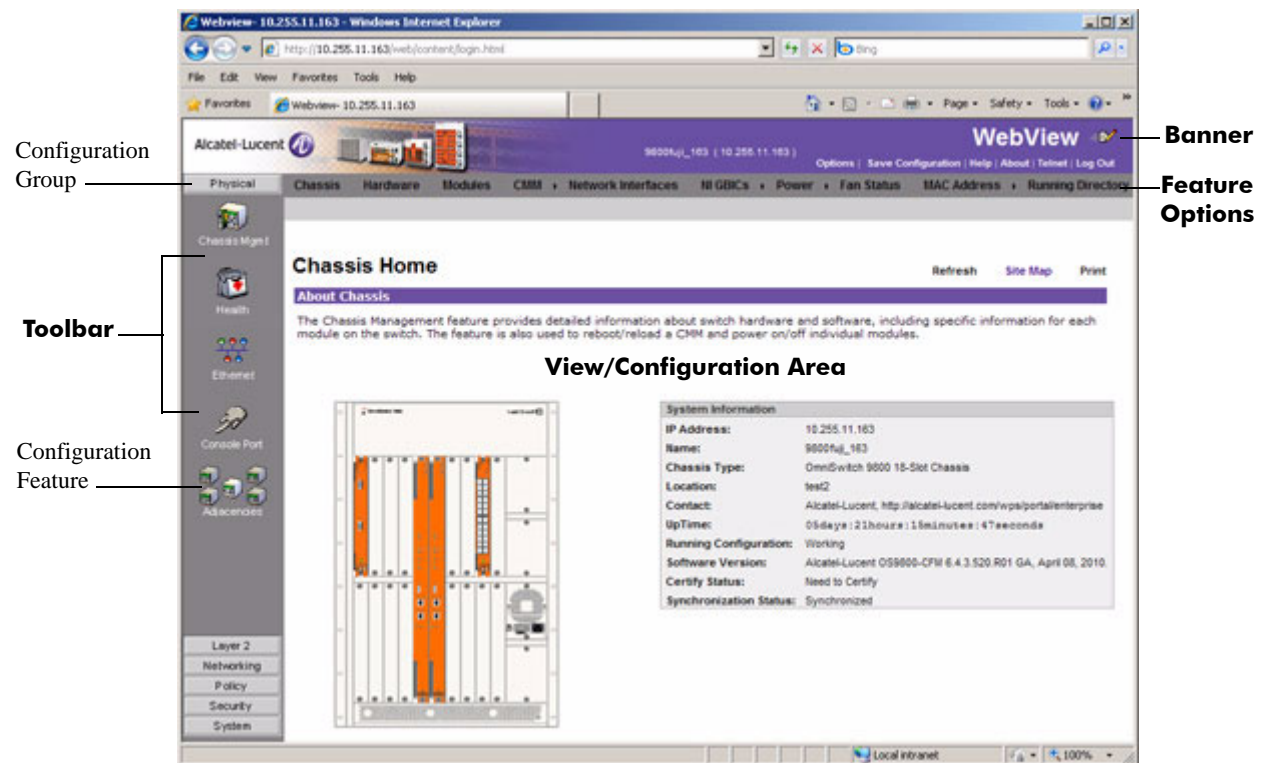 Webview- 10.255.11.163 - Windows Internet Explorer
http://10.255.11.163/web/content/login.html
Bing
File Edit View Favorites Tools Help
Favorites
Webview- 10.255.11.163
Page Safety Tools
Alcatel-Lucent
9800fuji_163 ( 10.255.11.163 )
WebView
Options | Save Configuration | Help | About | Telnet | Log Out
Banner
Configuration
Group
Physical
Chassis Hardware Modules CMM Network Interfaces NI GBICs Power Fan Status MAC Address Running Directory
Feature
Options
Chassis Mgmt
Health
Ethernet
Console Port
Adjacencies
Toolbar
Configuration
Feature
Chassis Home
Refresh Site Map Print
About Chassis
The Chassis Management feature provides detailed information about switch hardware and software, including specific information for each
module on the switch. The feature is also used to reboot/reload a CMM and power on/off individual modules.
View/Configuration Area
System Information
IP Address: 10.255.11.163
Name: 9800fuji_163
Chassis Type: OmniSwitch 9800 18-Slot Chassis
Location: test2
Contact: Alcatel-Lucent, http://alcatel-lucent.com/wps/portal/enterprise
UpTime: 05days:21hours:15minutes:47seconds
Running Configuration: Working
Software Version: Alcatel-Lucent OS9800-CFM 6.4.3.520.R01 GA, April 08, 2010.
Certify Status: Need to Certify
Synchronization Status: Synchronized
Layer 2
Networking
Policy
Security
System
Local intranet
100%